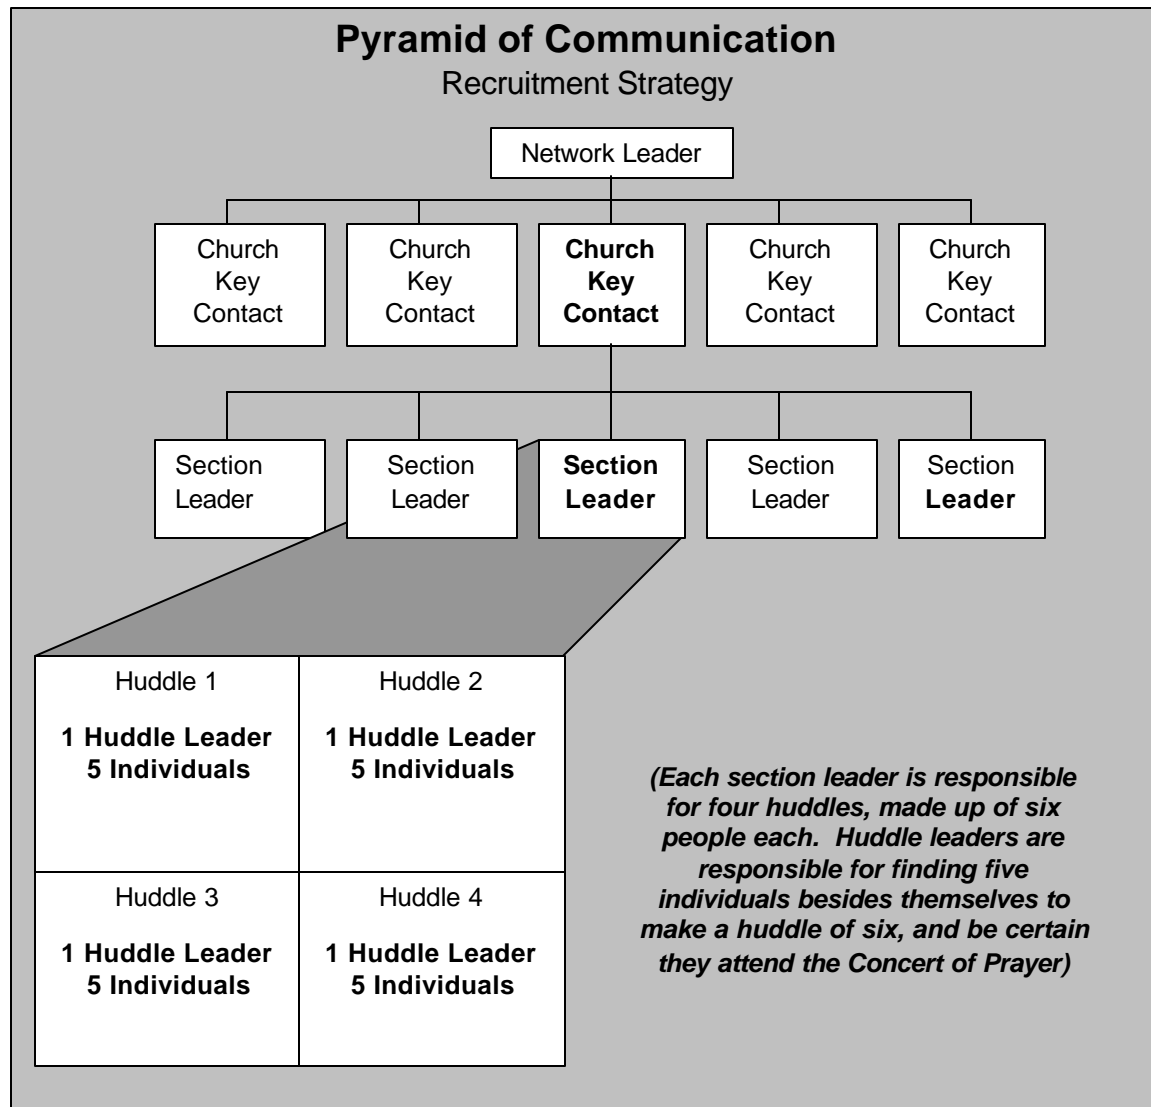 Pyramid of Communication
Recruitment Strategy
Network Leader
Church
Key
Contact
Church
Key
Contact
Church
Key
Contact
Church
Key
Contact
Church
Key
Contact
Section
Leader
Section
Leader
Section
Leader
Section
Leader
Section
Leader
Huddle 1
1 Huddle Leader
5 Individuals
Huddle 2
1 Huddle Leader
5 Individuals
Huddle 3
1 Huddle Leader
5 Individuals
Huddle 4
1 Huddle Leader
5 Individuals
(Each section leader is responsible
for four huddles, made up of six
people each.  Huddle leaders are
responsible for finding five
individuals besides themselves to
make a huddle of six, and be certain
they attend the Concert of Prayer)